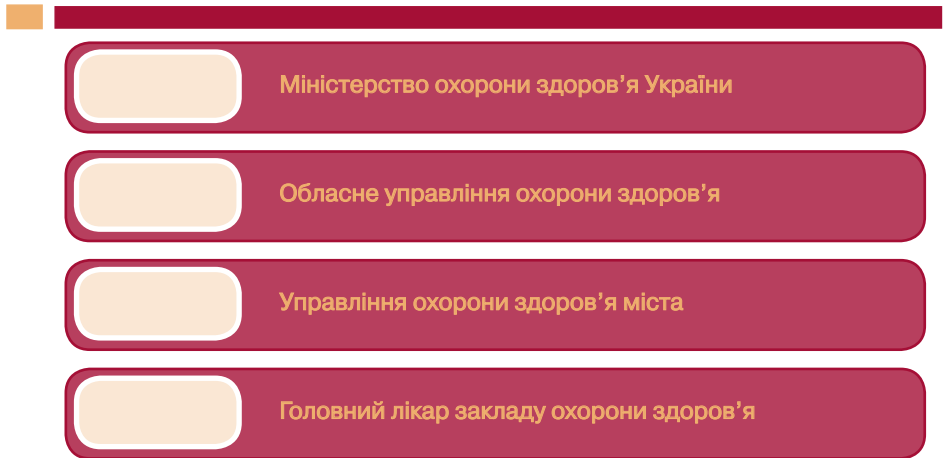 Міністерство охорони здоров’я України
Обласне управління охорони здоров’я
Управління охорони здоров’я міста
Головний лікар закладу охорони здоров’я